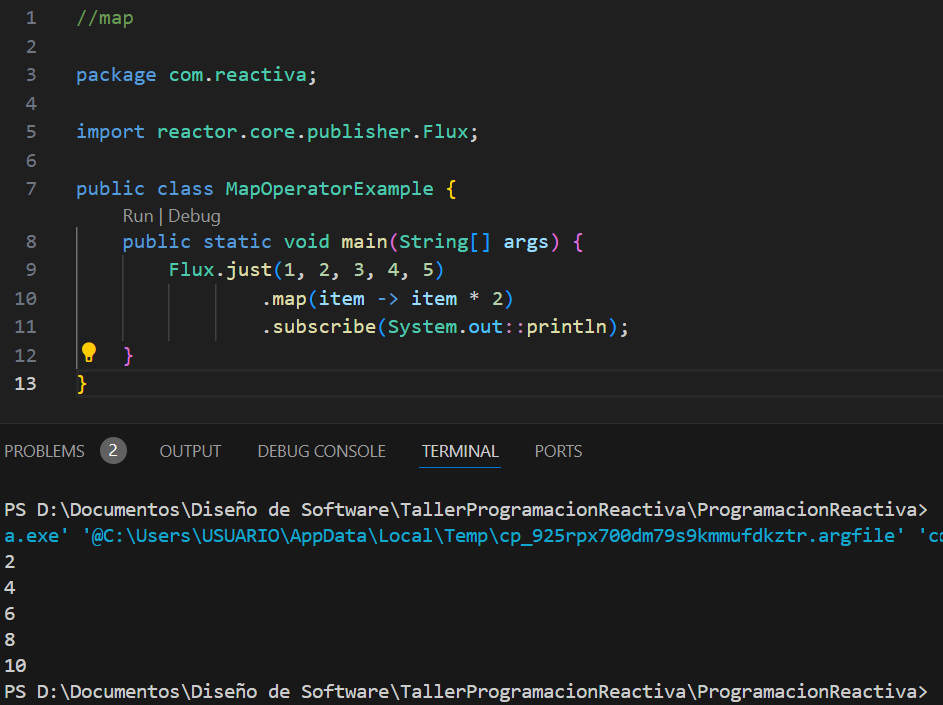 1 //map
2
3 package com.reactiva;
4
5 import reactor.core.publisher.Flux;
6
7 public class MapOperatorExample {
Run | Debug
8 public static void main(String[] args) {
9 Flux.just(1, 2, 3, 4, 5)
10 .map(item -> item * 2)
11 .subscribe(System.out::println);
12 }
13 }
PROBLEMS 2 OUTPUT DEBUG CONSOLE TERMINAL PORTS
PS D:\Documentos\Diseño de Software\TallerProgramacionReactiva\ProgramacionReactiva>
a.exe' '@C:\Users\USUARIO\AppData\Local\Temp\cp_925rpx700dm79s9kmmufdkztr.argfile' 'co
2
4
6
8
10
PS D:\Documentos\Diseño de Software\TallerProgramacionReactiva\ProgramacionReactiva>